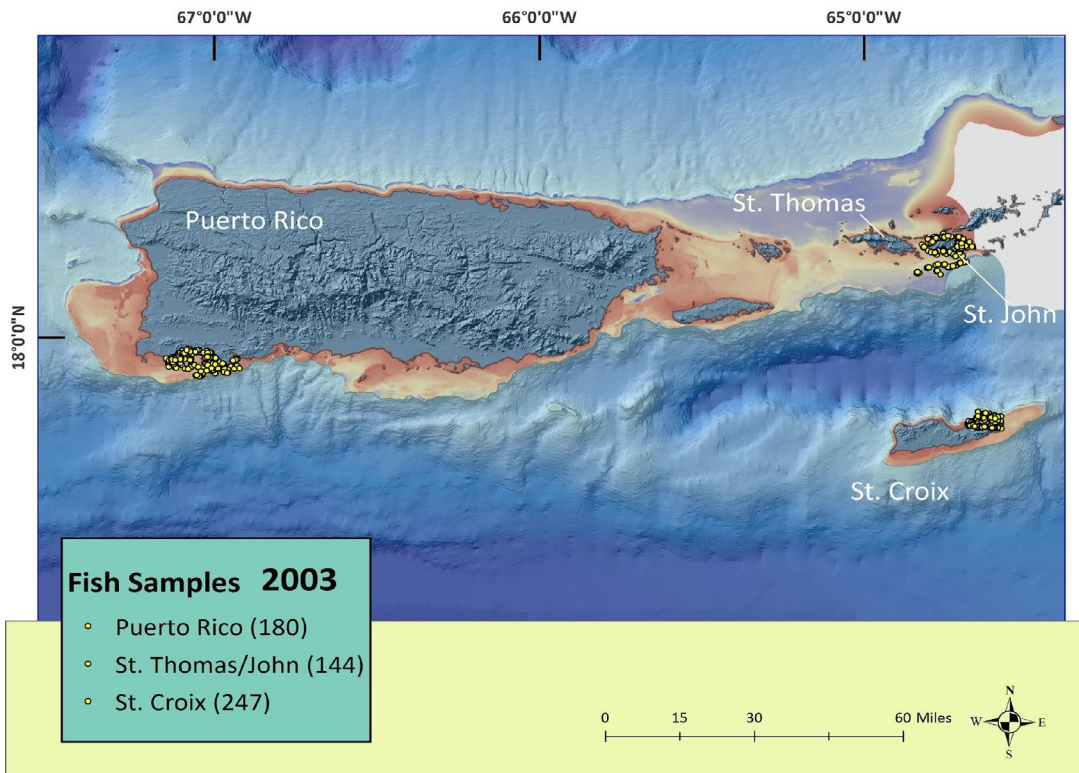 67°0'0"W 66°0'0"W 65°0'0"W
18°0'0"N
Puerto Rico
St. Thomas
St. John
St. Croix
Fish Samples 2003
Puerto Rico (180)
St. Thomas/John (144)
St. Croix (247)
0 15 30 60 Miles
N
W E
S